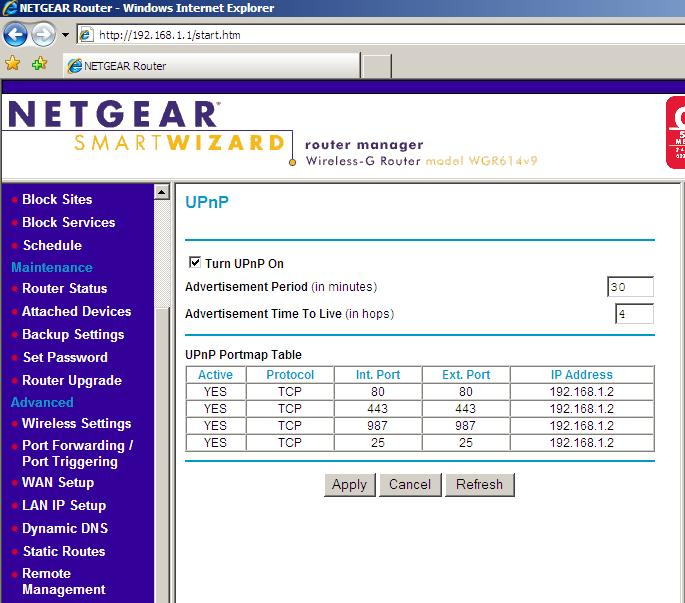 NETGEAR Router - Windows Internet Explorer
http://192.168.1.1/start.htm
NETGEAR Router
NETGEAR
SMARTWIZARD
router manager
Wireless-G Router model WGR614v9
Block Sites
Block Services
Schedule
Maintenance
Router Status
Attached Devices
Backup Settings
Set Password
Router Upgrade
Advanced
Wireless Settings
Port Forwarding /
Port Triggering
WAN Setup
LAN IP Setup
Dynamic DNS
Static Routes
Remote
Management
UPnP
Turn UPnP On
Advertisement Period (in minutes) 30
Advertisement Time To Live (in hops) 4
UPnP Portmap Table
Active Protocol Int. Port Ext. Port IP Address
YES TCP 80 80 192.168.1.2
YES TCP 443 443 192.168.1.2
YES TCP 987 987 192.168.1.2
YES TCP 25 25 192.168.1.2
Apply Cancel Refresh